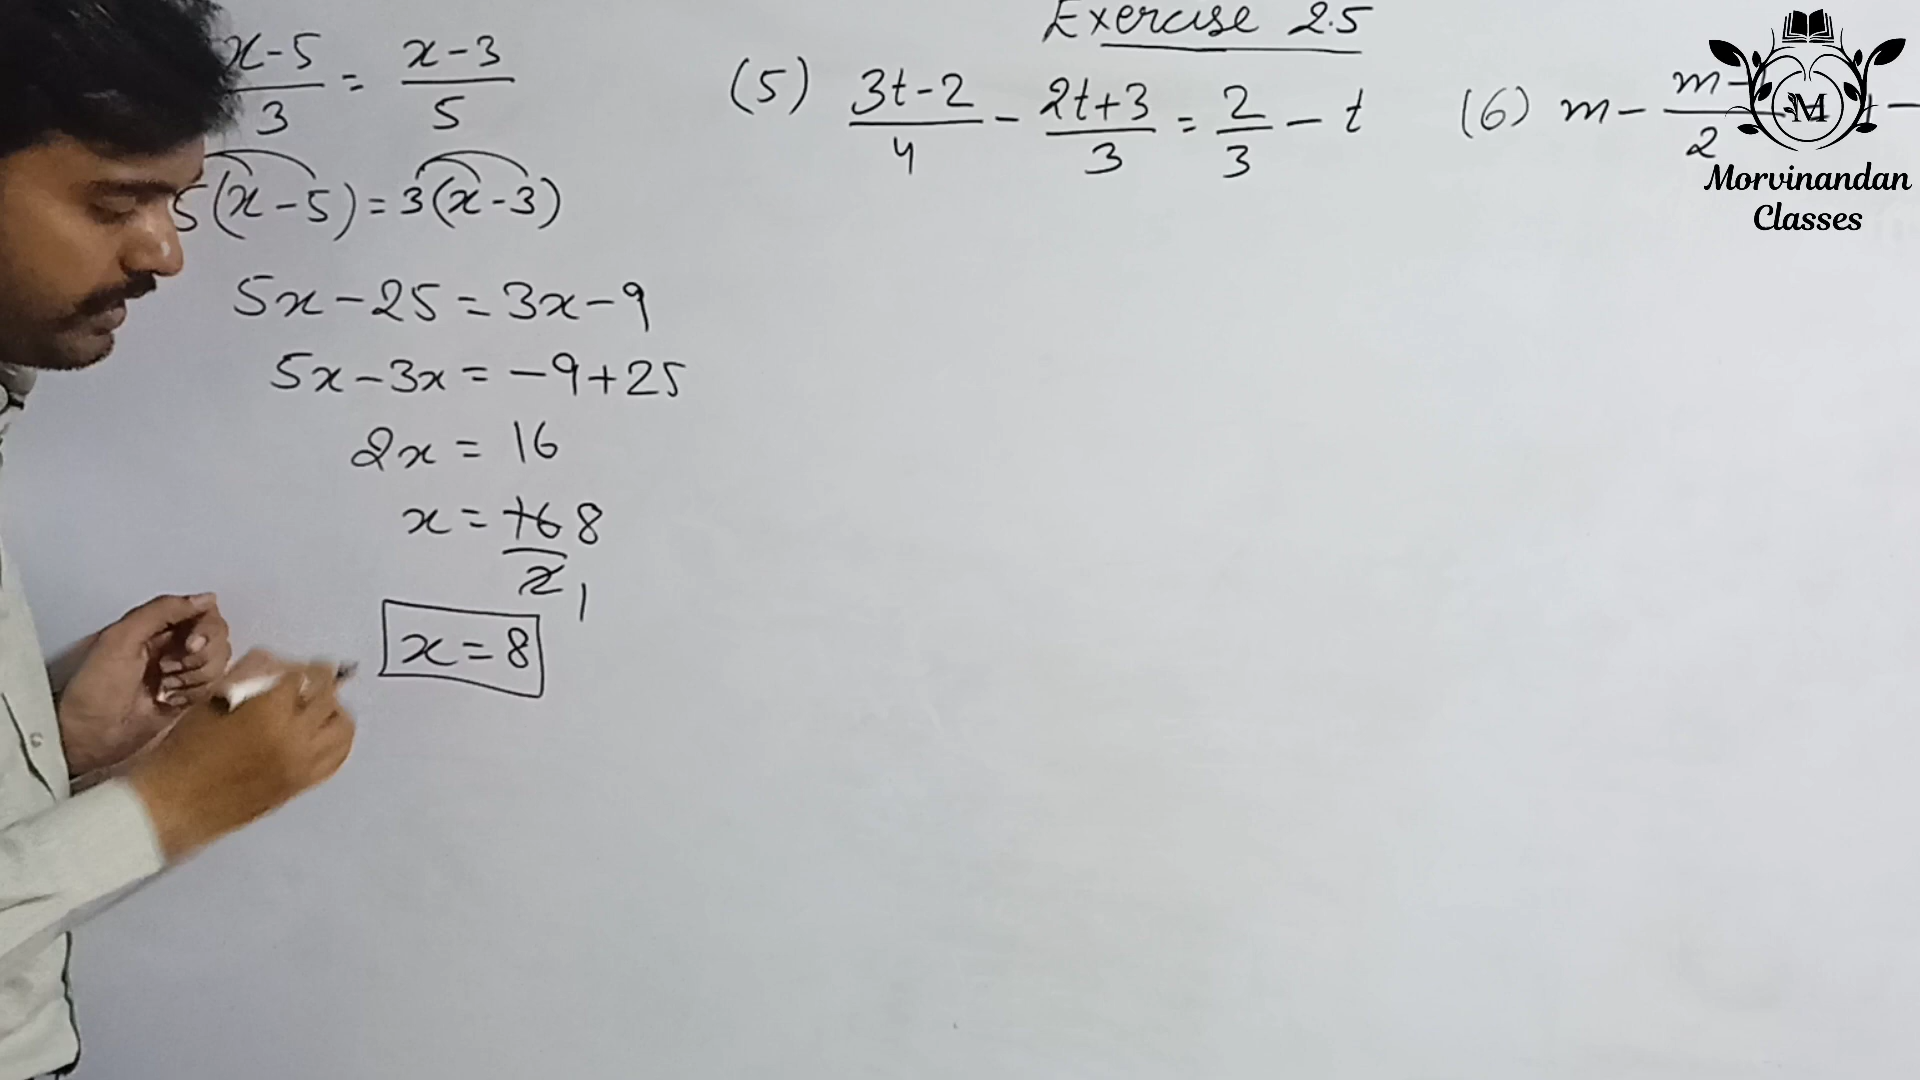 Exercise 2.5
x-5/3 = x-3/5
5(x-5) = 3(x-3)
5x-25 = 3x-9
5x-3x = -9+25
2x = 16
x = 16/2 8 1
x = 8
(5) 3t-2/4 - 2t+3/3 = 2/3 - t
(6) m - m-
2
M
Morvinandan
Classes